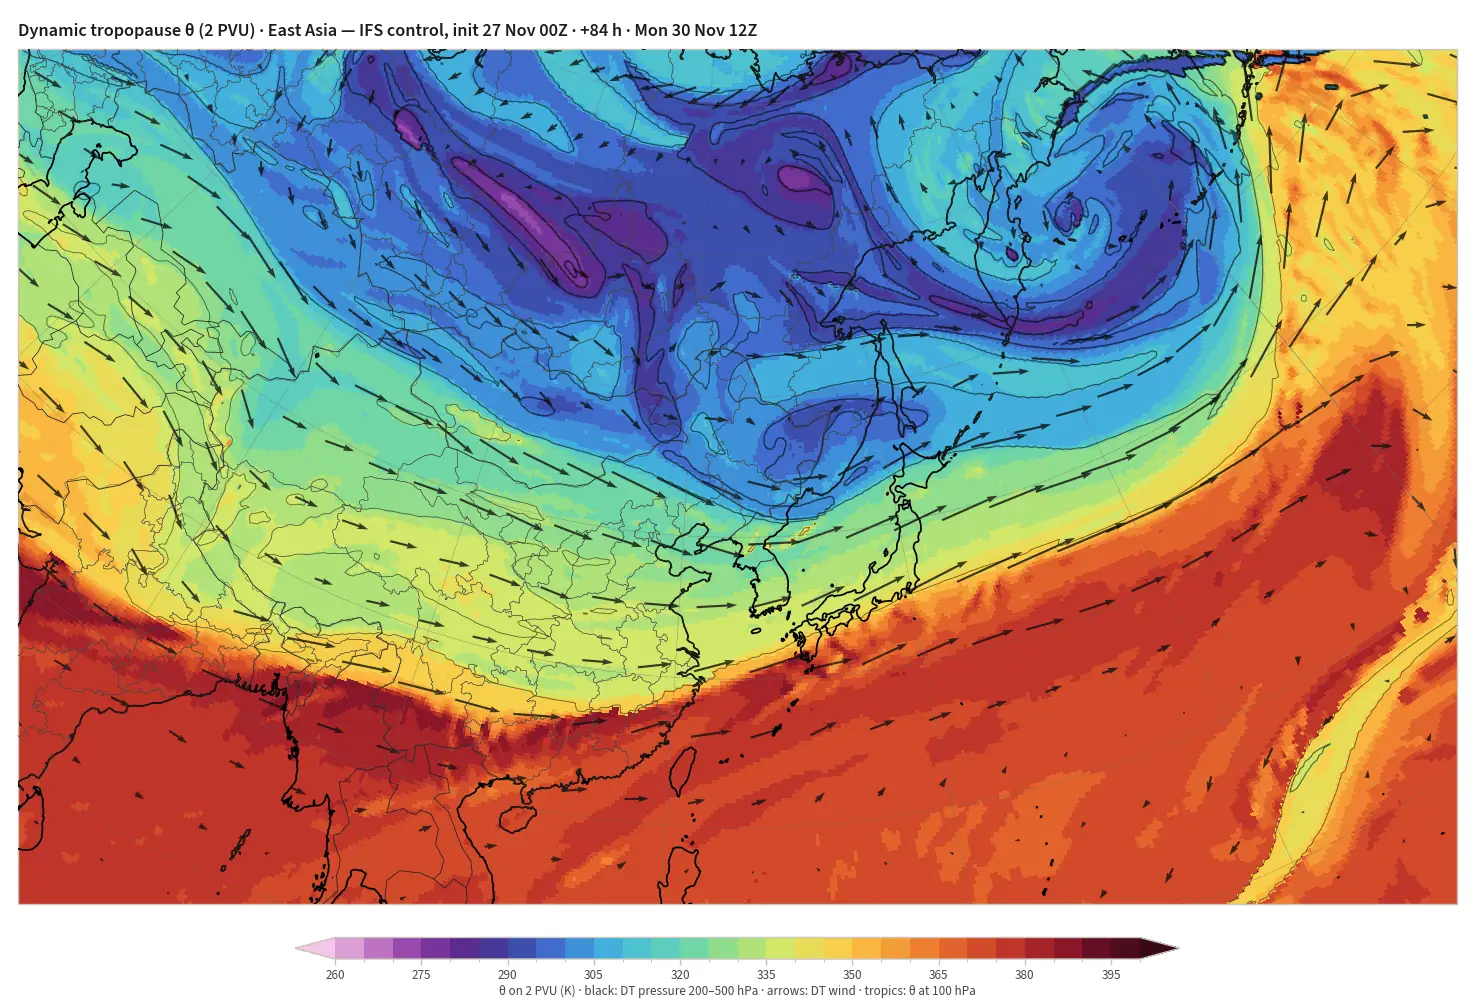 Dynamic tropopause θ (2 PVU) · East Asia — IFS control, init 27 Nov 00Z · +84 h · Mon 30 Nov 12Z
260 275 290 305 320 335 350 365 380 395
θ on 2 PVU (K) · black: DT pressure 200–500 hPa · arrows: DT wind · tropics: θ at 100 hPa